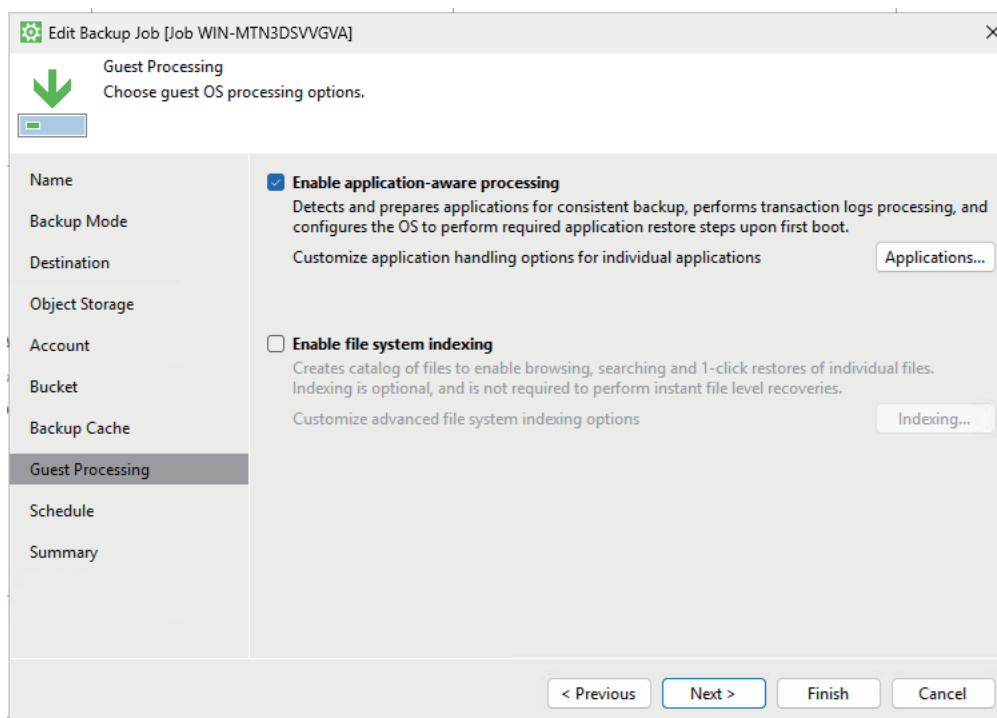 Edit Backup Job [Job WIN-MTN3DSVVGVA]
Guest Processing
Choose guest OS processing options.
Name
Backup Mode
Destination
Object Storage
Account
Bucket
Backup Cache
Guest Processing
Schedule
Summary
Enable application-aware processing
Detects and prepares applications for consistent backup, performs transaction logs processing, and
configures the OS to perform required application restore steps upon first boot.
Customize application handling options for individual applications
Applications...
Enable file system indexing
Creates catalog of files to enable browsing, searching and 1-click restores of individual files.
Indexing is optional, and is not required to perform instant file level recoveries.
Customize advanced file system indexing options
Indexing...
< Previous
Next >
Finish
Cancel